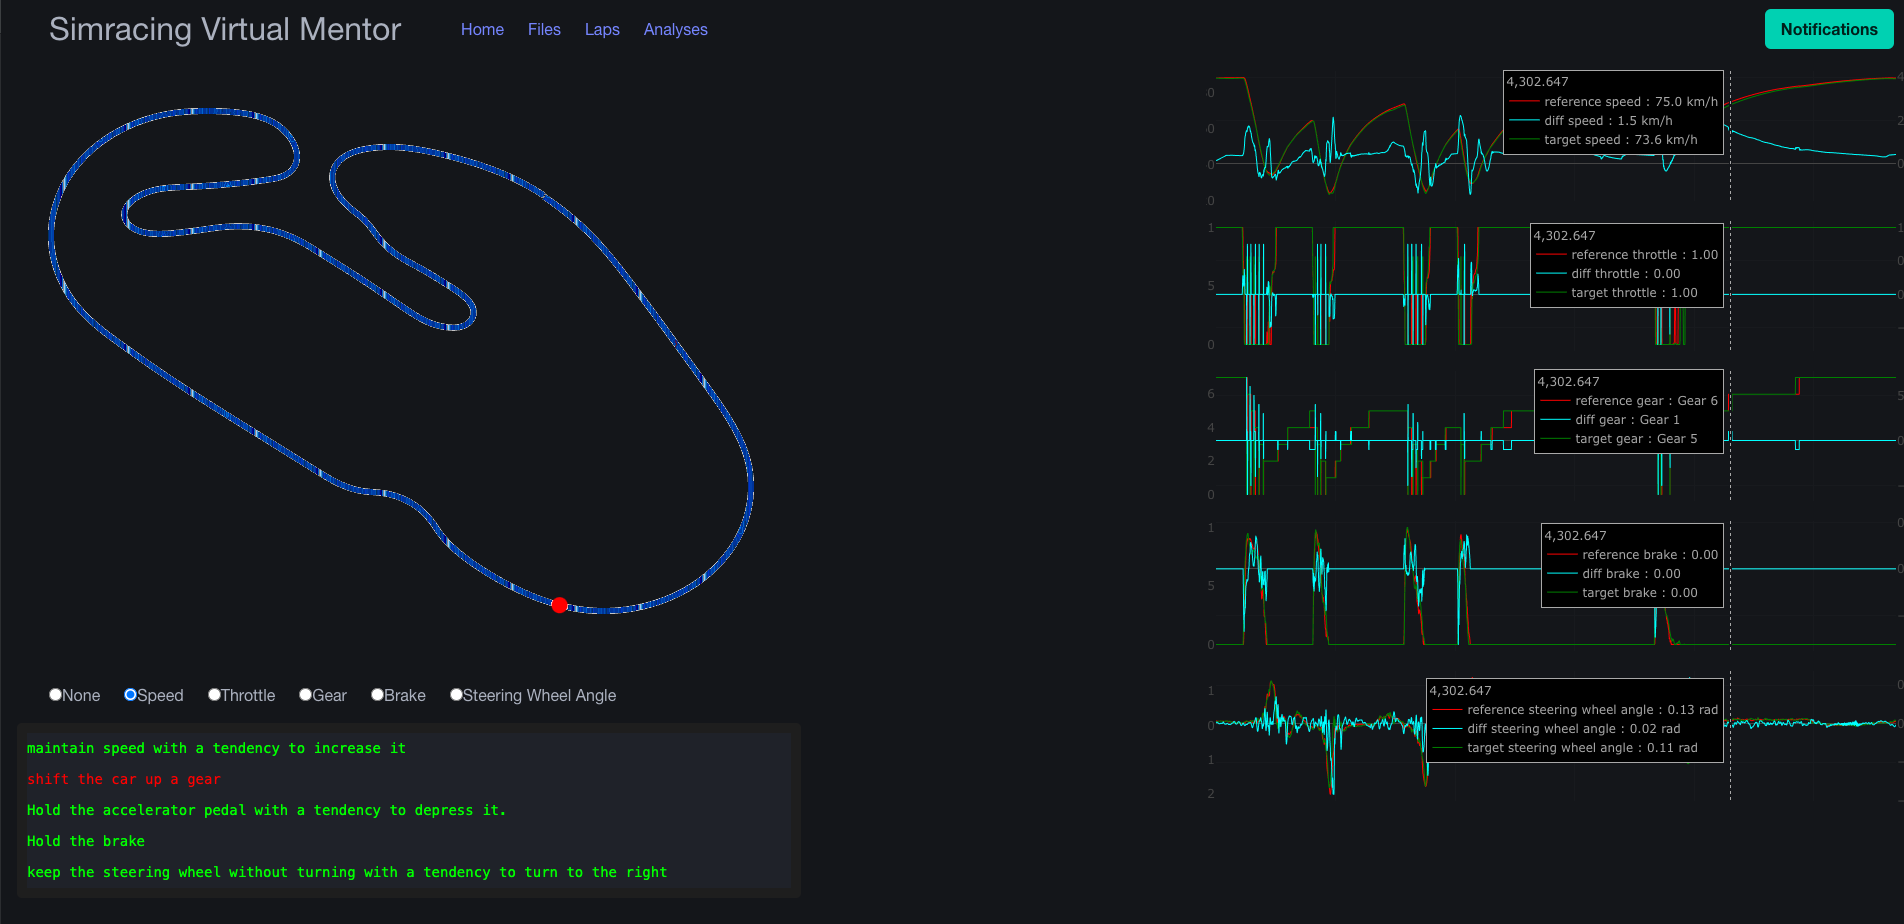 Simracing Virtual Mentor
Home Files Laps Analyses
Notifications
4,302.647
reference speed : 75.0 km/h
diff speed : 1.5 km/h
target speed : 73.6 km/h
4,302.647
reference throttle : 1.00
diff throttle : 0.00
target throttle : 1.00
1
5
0
4,302.647
reference gear : Gear 6
diff gear : Gear 1
target gear : Gear 5
6
4
2
0
4,302.647
reference brake : 0.00
diff brake : 0.00
target brake : 0.00
1
5
0
4,302.647
reference steering wheel angle : 0.13 rad
diff steering wheel angle : 0.02 rad
target steering wheel angle : 0.11 rad
1
0
1
2
None Speed Throttle Gear Brake Steering Wheel Angle
maintain speed with a tendency to increase it
shift the car up a gear
Hold the accelerator pedal with a tendency to depress it.
Hold the brake
keep the steering wheel without turning with a tendency to turn to the right